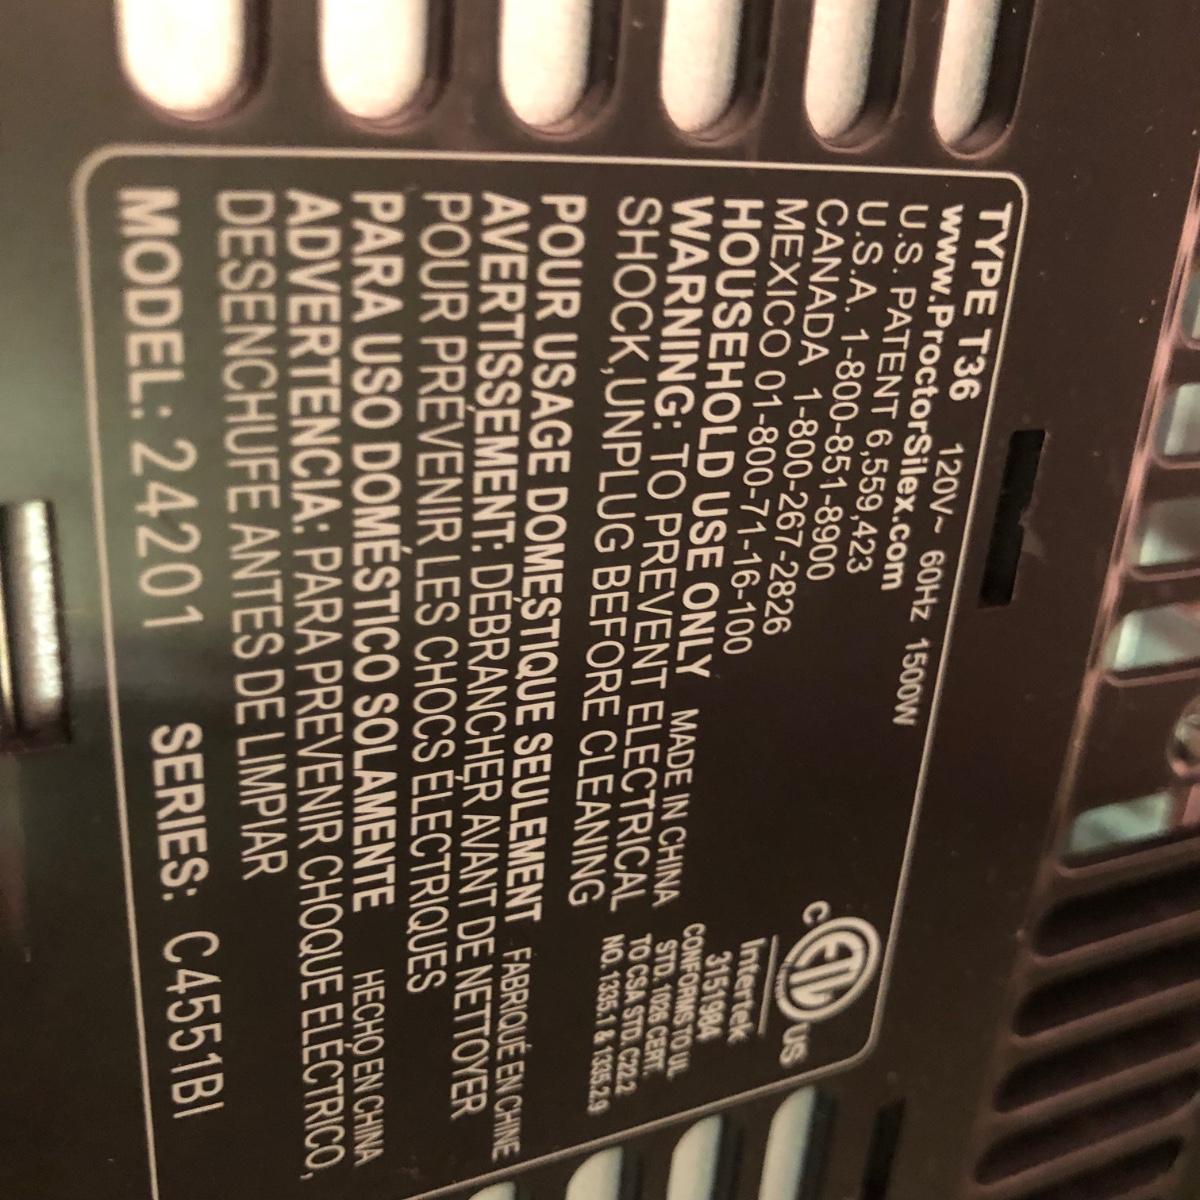 TYPE T36 120V~ 60Hz 1500W
www.ProctorSilex.com
U.S. PATENT 6,559,423
U.S.A. 1-800-851-8900
CANADA 1-800-267-2826
MEXICO 01-800-71-16-100
HOUSEHOLD USE ONLY MADE IN CHINA
WARNING: TO PREVENT ELECTRICAL
SHOCK,UNPLUG BEFORE CLEANING
C ETL US
Intertek
3151984
CONFORMS TO UL
STD. 1026 CERT.
TO CSA STD. C22.2
NO. 1335.1 & 1335.2.9
POUR USAGE DOMESTIQUE SEULEMENT FABRIQUÉ EN CHINE
AVERTISSEMENT: DÉBRANCHER AVANT DE NETTOYER
POUR PREVENIR LES CHOCS ÉLECTRIQUES
PARA USO DOMÉSTICO SOLAMENTE HECHO EN CHINA
ADVERTENCIA: PARA PREVENIR CHOQUE ELÉCTRICO,
DESENCHUFE ANTES DE LIMPIAR
MODEL: 24201 SERIES: C4551BI